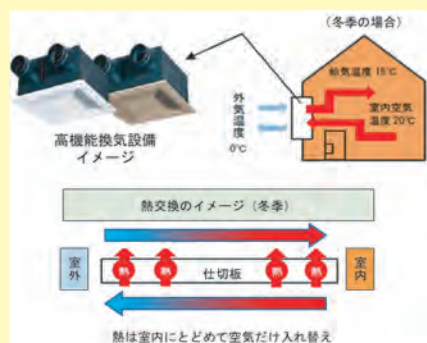 (冬季の場合)
給気温度 15℃
外気温度
0℃
室内空気
温度20℃
高機能換気設備
イメージ
熱交換のイメージ(冬季)
室外
熱
熱
仕切板
熱
熱
室内
熱は室内にとどめて空気だけ入れ替え